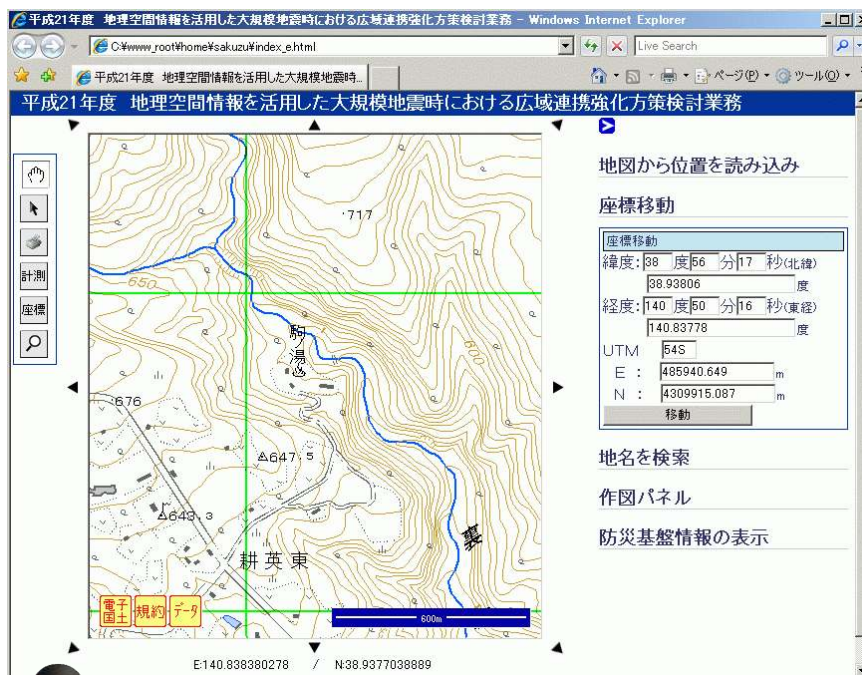 平成21年度 地理空間情報を活用した大規模地震時における広域連携強化方策検討業務 - Windows Internet Explorer
C:¥www_root¥home¥sakuzu¥index_e.html
Live Search
平成21年度 地理空間情報を活用した大規模地震時...
ページ(P)
ツール(O)
平成21年度 地理空間情報を活用した大規模地震時における広域連携強化方策検討業務
計測
座標
・717
650
駒ノ湯
600
・676
647.5
643.3
裏
耕英東
電子国土
規約
データ
600m
E:140.838380278 / N:38.9377038889
地図から位置を読み込み
座標移動
座標移動
緯度:38 度56 分17 秒(北緯)
38.93806 度
経度:140 度50 分16 秒(東経)
140.83778 度
UTM 54S
E : 485940.649 m
N : 4309915.087 m
移動
地名を検索
作図パネル
防災基盤情報の表示